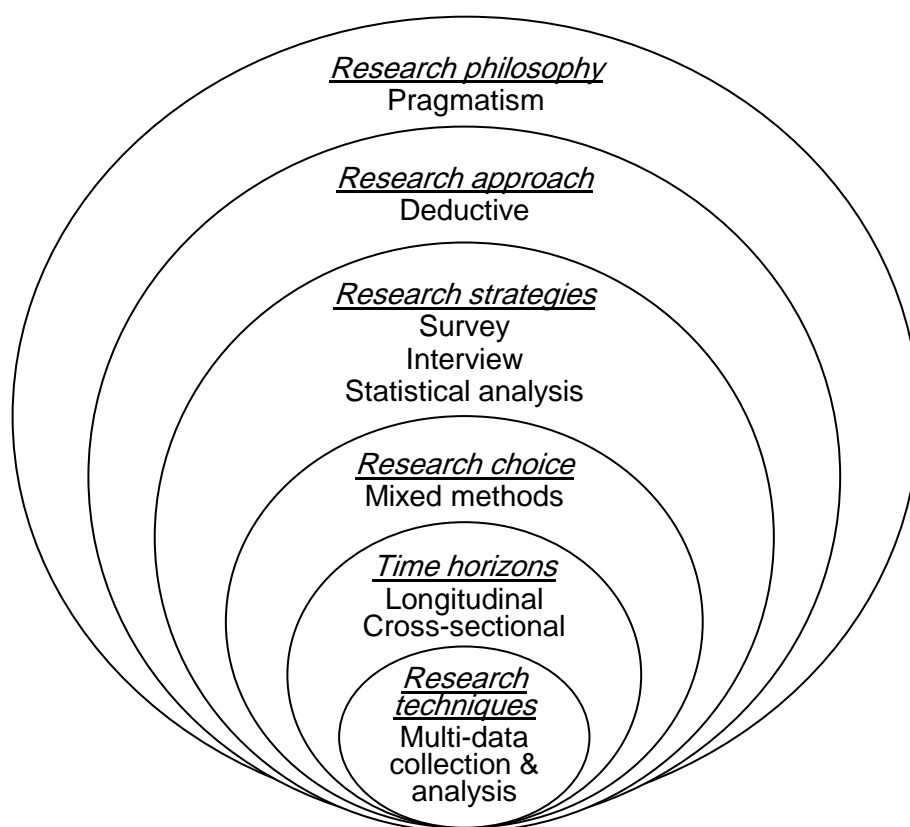 Research philosophy
Pragmatism
Research approach
Deductive
Research strategies
Survey
Interview
Statistical analysis
Research choice
Mixed methods
Time horizons
Longitudinal
Cross-sectional
Research
techniques
Multi-data
collection &
analysis